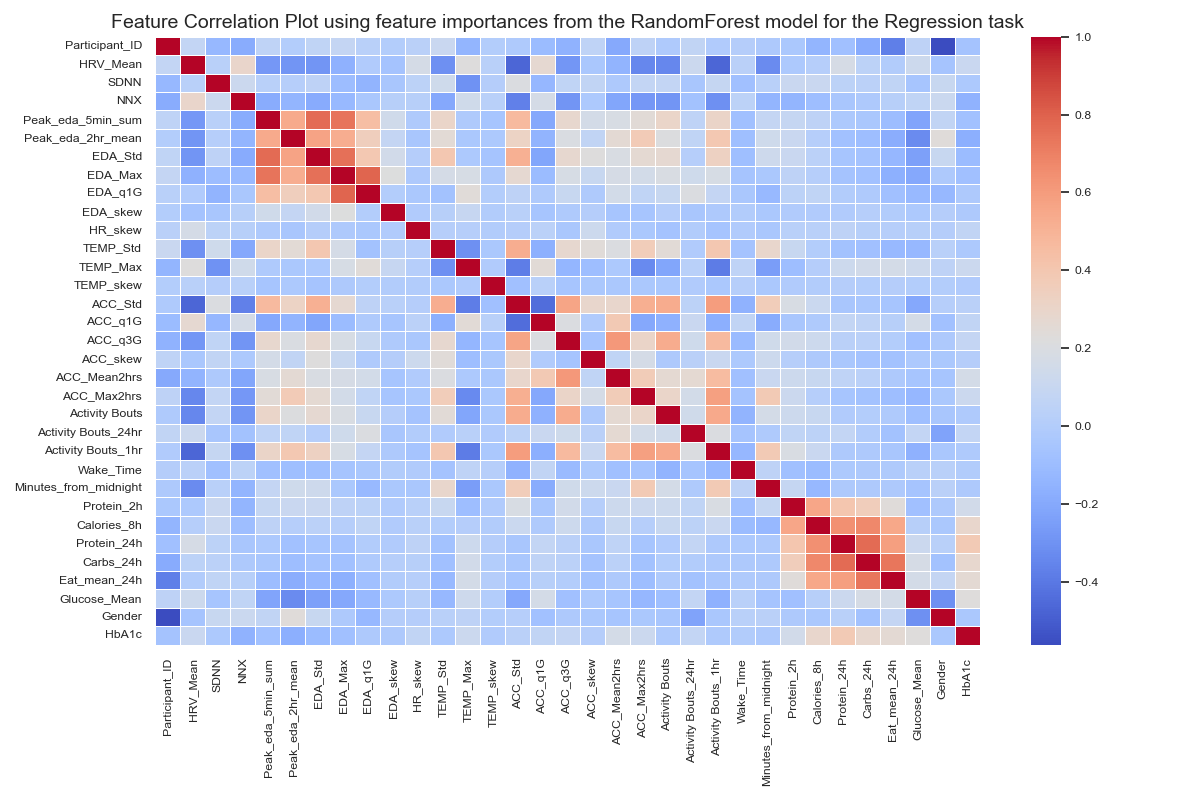 Feature Correlation Plot using feature importances from the RandomForest model for the Regression task
Participant_ID
HRV_Mean
SDNN
NNX
Peak_eda_5min_sum
Peak_eda_2hr_mean
EDA_Std
EDA_Max
EDA_q1G
EDA_skew
HR_skew
TEMP_Std
TEMP_Max
TEMP_skew
ACC_Std
ACC_q1G
ACC_q3G
ACC_skew
ACC_Mean2hrs
ACC_Max2hrs
Activity Bouts
Activity Bouts_24hr
Activity Bouts_1hr
Wake_Time
Minutes_from_midnight
Protein_2h
Calories_8h
Protein_24h
Carbs_24h
Eat_mean_24h
Glucose_Mean
Gender
HbA1c
Participant_ID
HRV_Mean
SDNN
NNX
Peak_eda_5min_sum
Peak_eda_2hr_mean
EDA_Std
EDA_Max
EDA_q1G
EDA_skew
HR_skew
TEMP_Std
TEMP_Max
TEMP_skew
ACC_Std
ACC_q1G
ACC_q3G
ACC_skew
ACC_Mean2hrs
ACC_Max2hrs
Activity Bouts
Activity Bouts_24hr
Activity Bouts_1hr
Wake_Time
Minutes_from_midnight
Protein_2h
Calories_8h
Protein_24h
Carbs_24h
Eat_mean_24h
Glucose_Mean
Gender
HbA1c
1.0
0.8
0.6
0.4
0.2
0.0
−0.2
−0.4